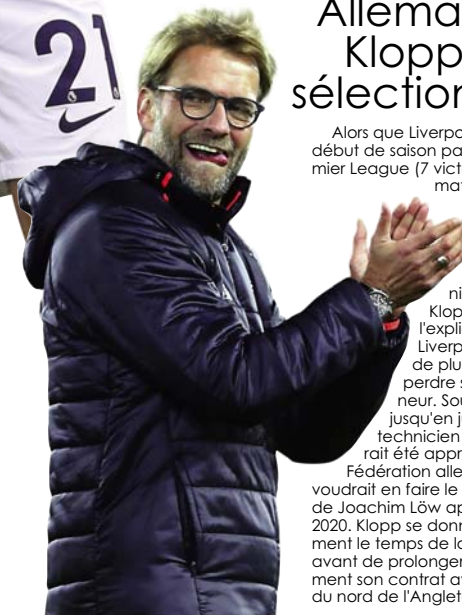 21
Allema
Klopp
sélection
Alors que Liverpo
début de saison pa
mier League (7 vict
mat
ni
Klop
l'expli
Liverp
de plu
perdre s
neur. Sou
jusqu'en j
technicien
rait été appr
Fédération alle
voudrait en faire le
de Joachim Löw ap
2020. Klopp se donn
ment le temps de la
avant de prolonger
ment son contrat a
du nord de l'Anglet